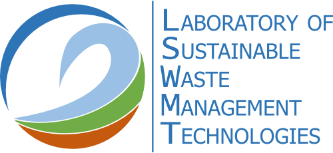 LABORATORY OF
SUSTAINABLE
WASTE
MANAGEMENT
TECHNOLOGIES